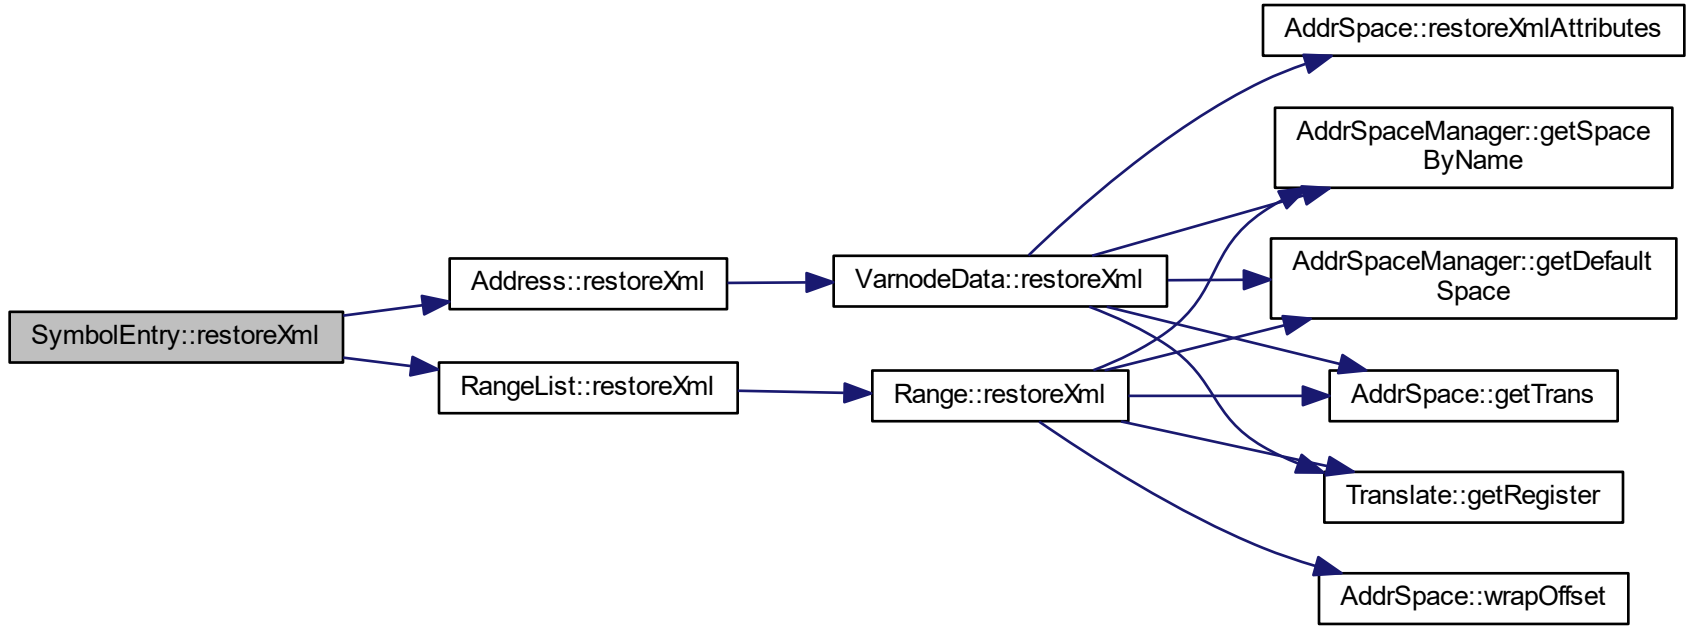 AddrSpace::restoreXmlAttributes
AddrSpaceManager::getSpace
ByName
AddrSpaceManager::getDefault
Space
Address::restoreXml
VarnodeData::restoreXml
SymbolEntry::restoreXml
RangeList::restoreXml
Range::restoreXml
AddrSpace::getTrans
Translate::getRegister
AddrSpace::wrapOffset